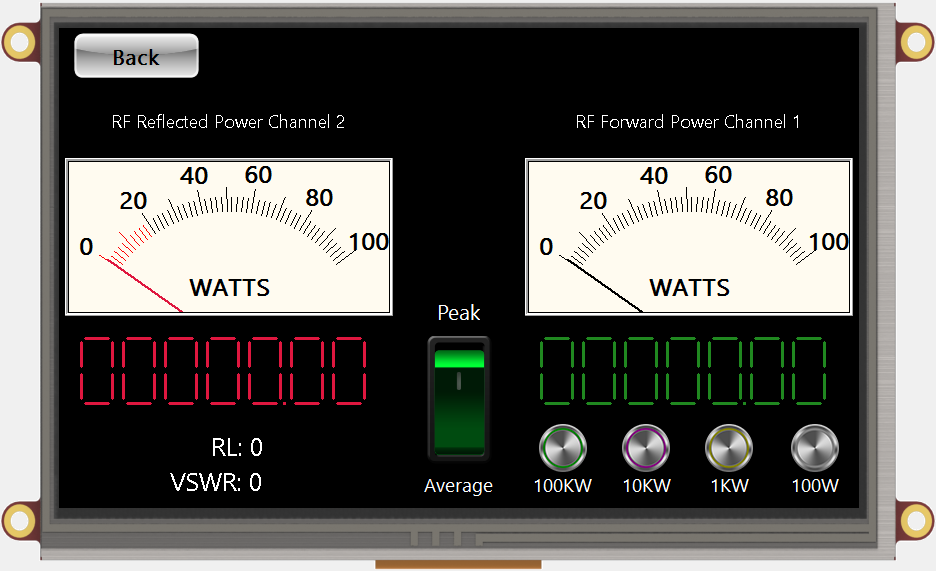 Back
RF Reflected Power Channel 2
RF Forward Power Channel 1
0 20 40 60 80 100
WATTS
0 20 40 60 80 100
WATTS
Peak
00000.00
00000.00
RL: 0
VSWR: 0
Average
100KW 10KW 1KW 100W